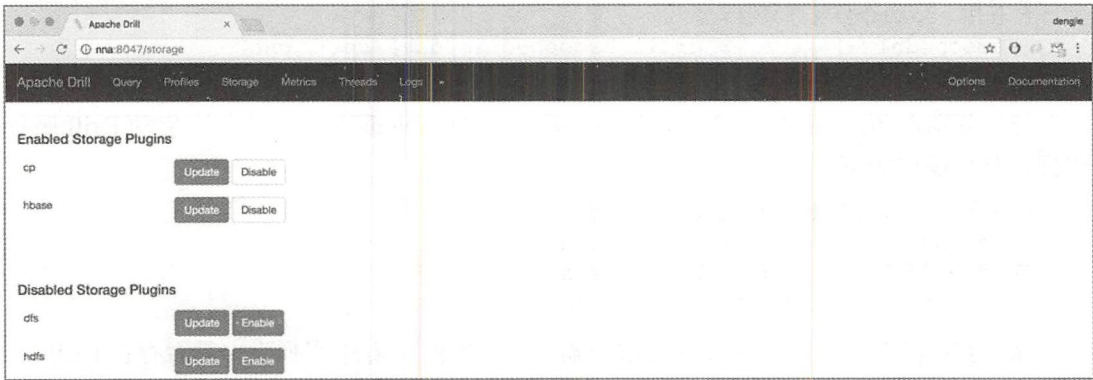 Apache Drill
dengjie
nna:8047/storage
Apache Drill Query Profiles Storage Metrics Threads Logs Options Documentation
Enabled Storage Plugins
cp Update Disable
hbase Update Disable
Disabled Storage Plugins
dfs Update Enable
hdfs Update Enable